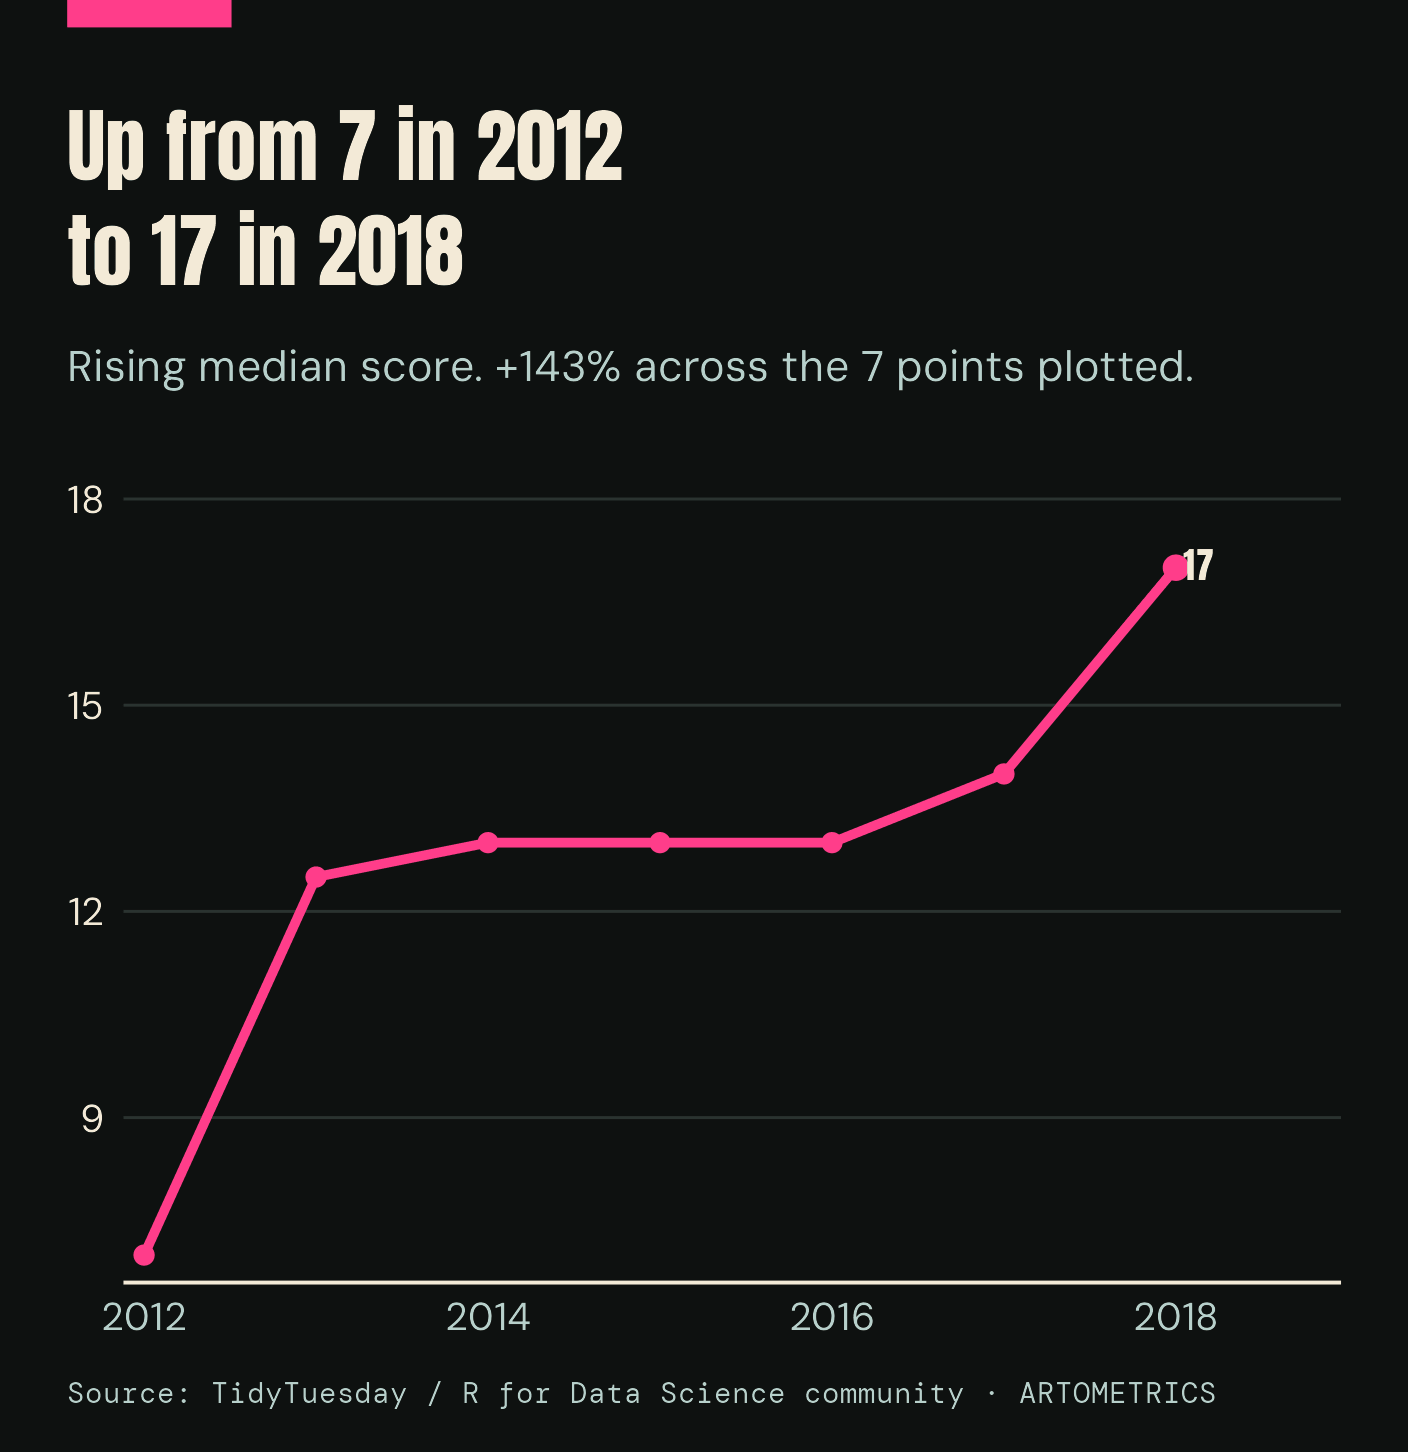 Up from 7 in 2012
to 17 in 2018
Rising median score. +143% across the 7 points plotted.
18
17
15
12
9
2012 2014 2016 2018
Source: TidyTuesday / R for Data Science community · ARTOMETRICS